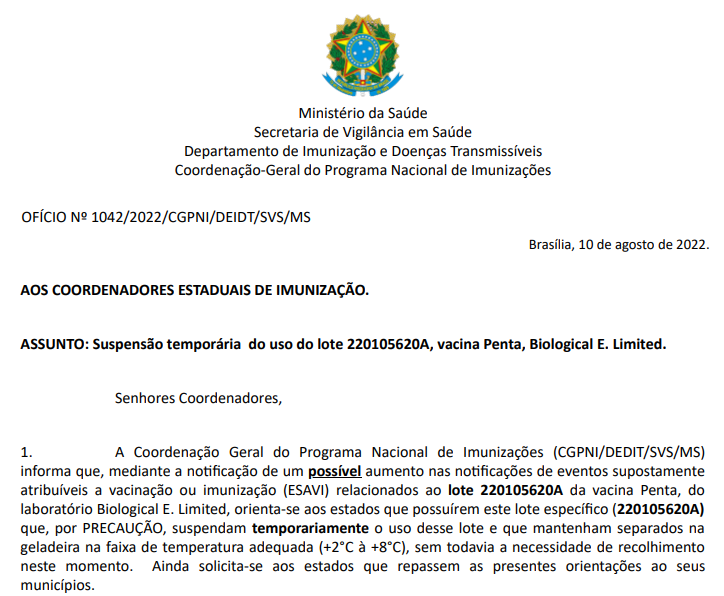 Ministério da Saúde
Secretaria de Vigilância em Saúde
Departamento de Imunização e Doenças Transmissíveis
Coordenação-Geral do Programa Nacional de Imunizações
OFÍCIO Nº 1042/2022/CGPNI/DEIDT/SVS/MS
Brasília, 10 de agosto de 2022.
AOS COORDENADORES ESTADUAIS DE IMUNIZAÇÃO.
ASSUNTO: Suspensão temporária do uso do lote 220105620A, vacina Penta, Biological E. Limited.
Senhores Coordenadores,
1. A Coordenação Geral do Programa Nacional de Imunizações (CGPNI/DEDIT/SVS/MS)
informa que, mediante a notificação de um possível aumento nas notificações de eventos supostamente
atribuíveis a vacinação ou imunização (ESAVI) relacionados ao lote 220105620A da vacina Penta, do
laboratório Biological E. Limited, orienta-se aos estados que possuírem este lote específico (220105620A)
que, por PRECAUÇÃO, suspendam temporariamente o uso desse lote e que mantenham separados na
geladeira na faixa de temperatura adequada (+2°C à +8°C), sem todavia a necessidade de recolhimento
neste momento. Ainda solicita-se aos estados que repassem as presentes orientações ao seus
municípios.